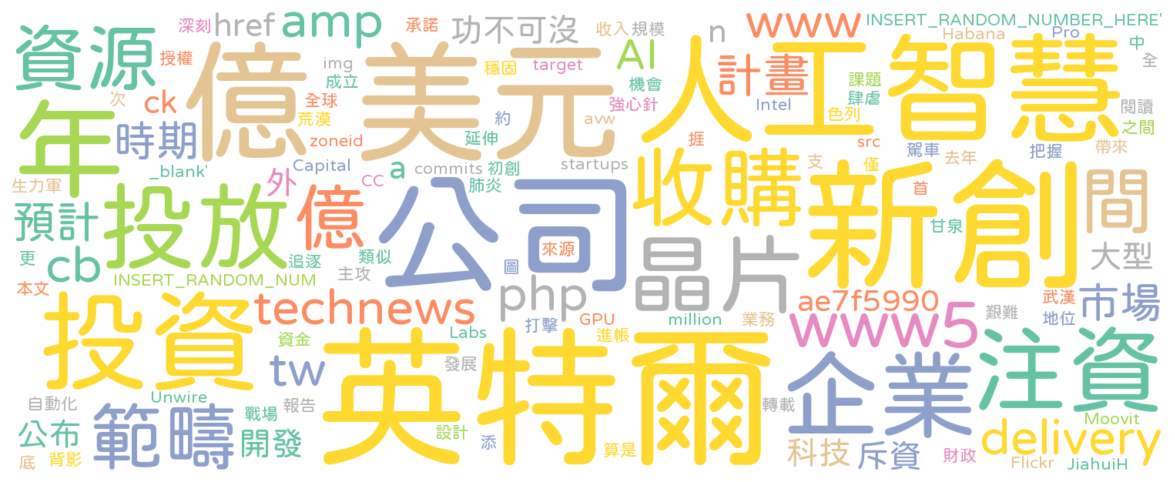 深刻 href amp 承諾 功不可沒 收入 規模 n www INSERT_RANDOM_NUMBER_HERE'
資源 授權 img 成立 穩固 target AI 機會 計畫 Habana Pro 中 全
億 美元 人工智慧
次 ck 全球 荒漠 強心針 avw 約 Intel 課題 肆虐 色列 閱讀 之間
年 時期 zoneid 延伸 捱 src 駕車 去年 把握 帶來
_blank' Capital a commits 初創 startups 收購 支 僅
生力軍 外 CC 肺炎 首 間
投放 億 公司 新創
預計 類似 來源 晶片 甘泉 大型
更 cb 追逐 主攻 圖
INSERT_RANDOM_NUM php ae7f5990 武漢 市場
本文 technews 打擊 GPU million 業務 www5 艱難 地位
投資 資金 Labs 進帳 注資
tw 英特爾 企業
發展
自動化 Unwire 戰場 報告 轉載 Moovit
公布 範疇 開發 設計 添 算是 科技 斥資 財政 delivery
底 背影 Flickr JiahuiH